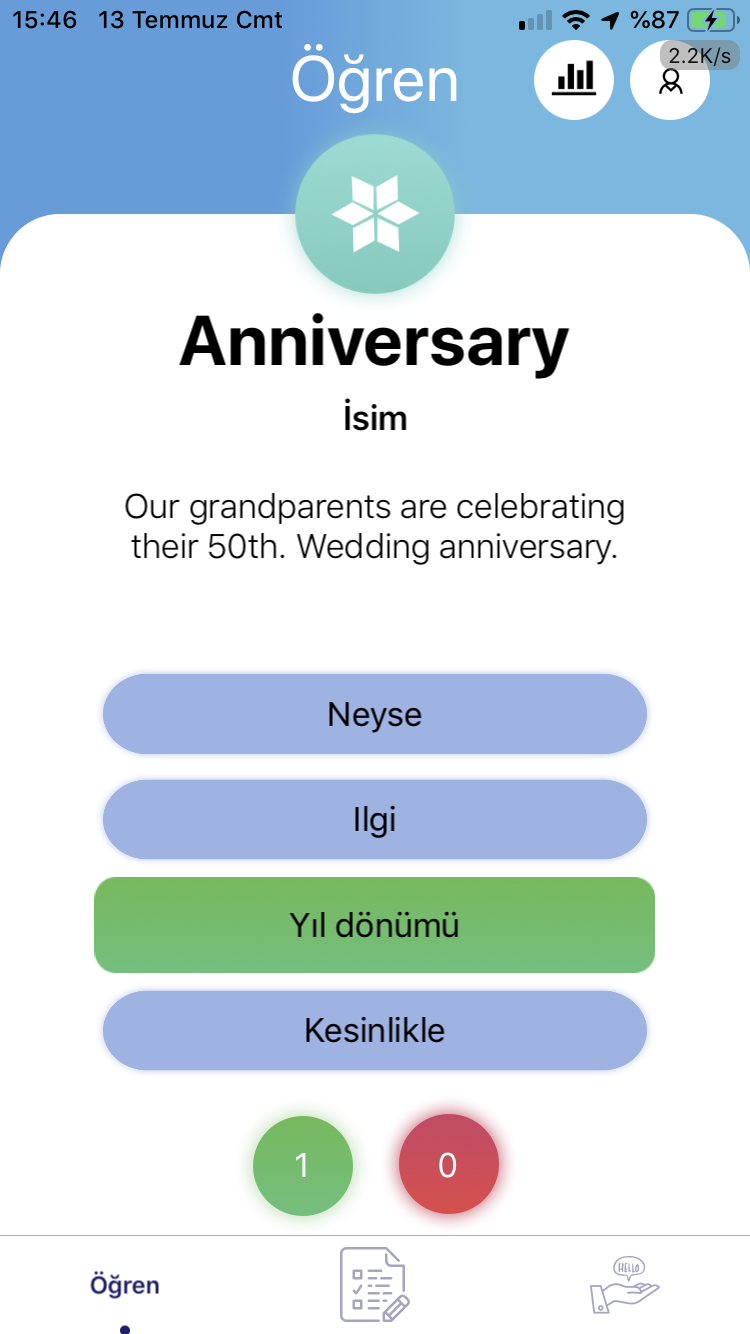 15:46 13 Temmuz Cmt %87
2.2K/s
Öğren
Anniversary
İsim
Our grandparents are celebrating
their 50th. Wedding anniversary.
Neyse
Ilgi
Yıl dönümü
Kesinlikle
1 0
Öğren
HELLO